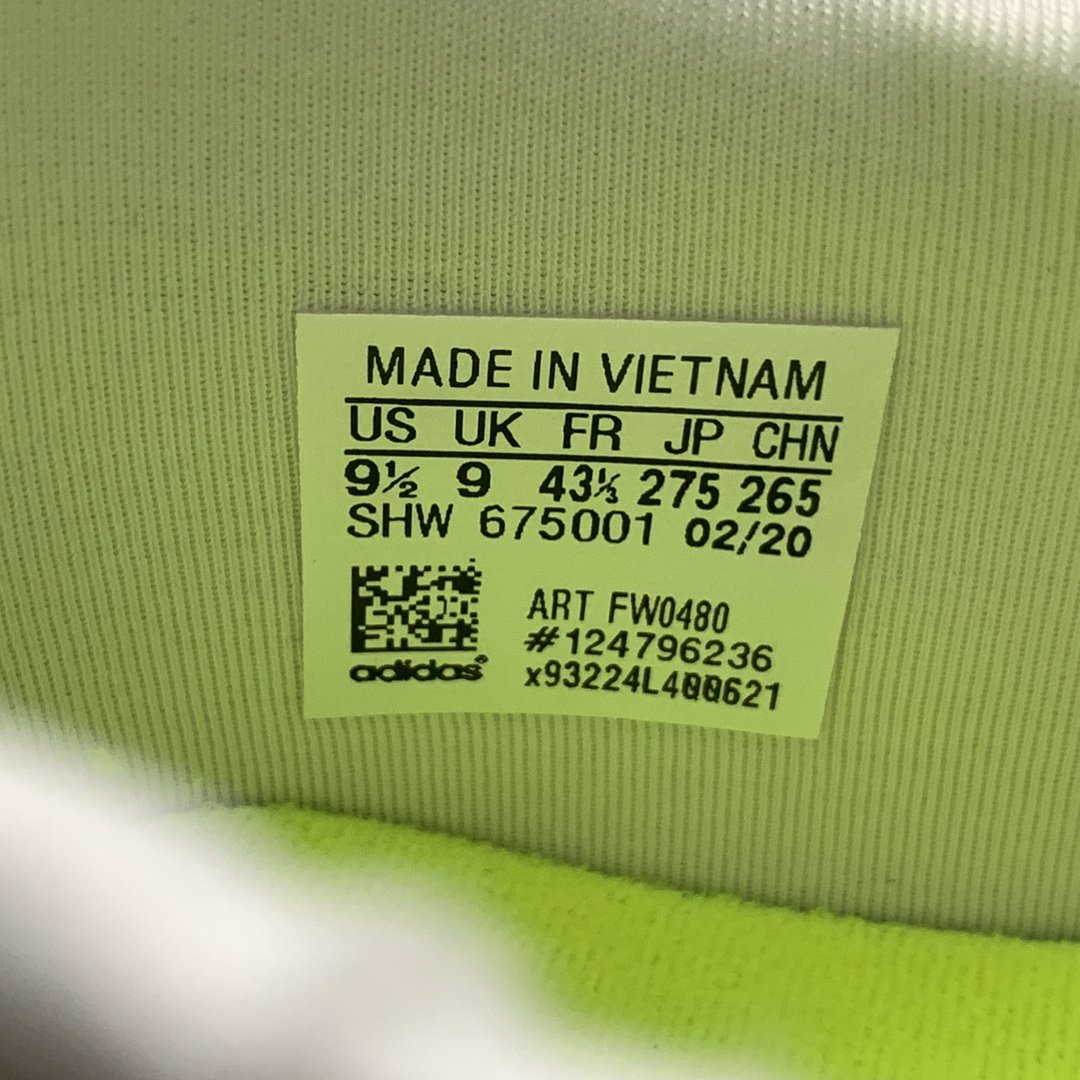 MADE IN VIETNAM
US UK FR JP CHN
9½ 9 43⅓ 275 265
SHW 675001 02/20
ART FW0480
#124796236
x93224L400621
adidas